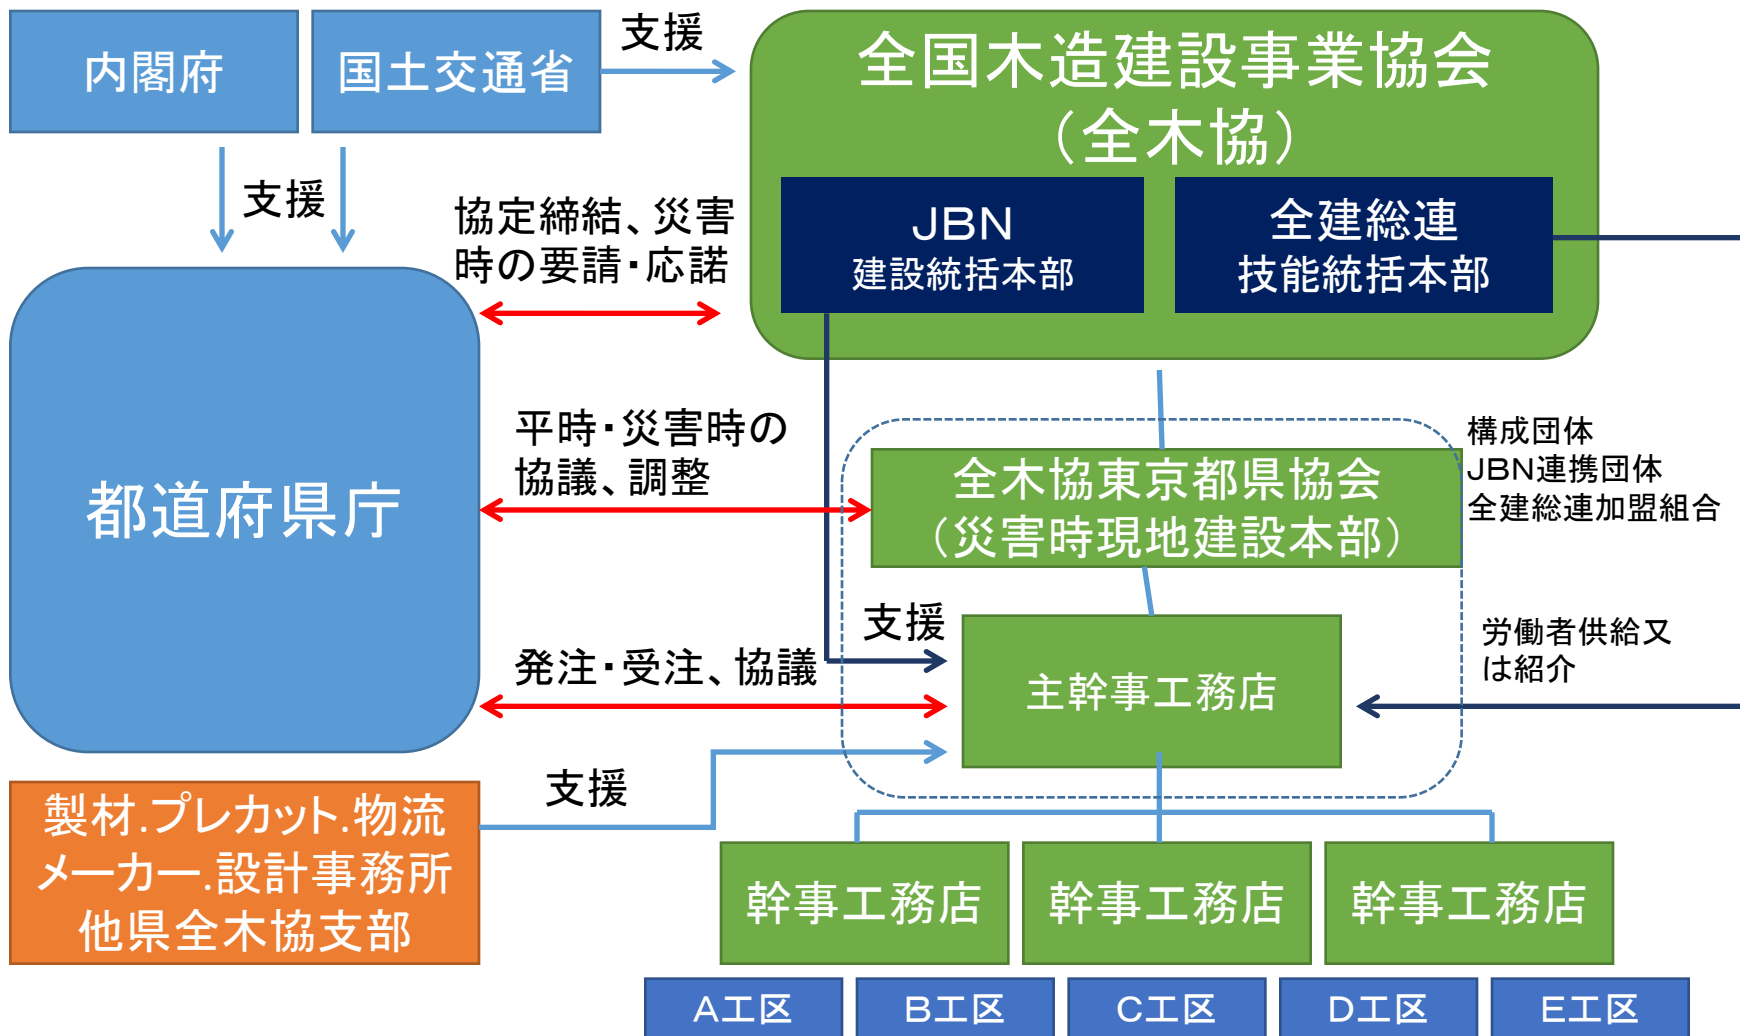 内閣府
国土交通省
支援
全国木造建設事業協会
（全木協）
支援
協定締結、災害
時の要請・応諾
JBN
建設統括本部
全建総連
技能統括本部
都道府県庁
平時・災害時の
協議、調整
構成団体
JBN連携団体
全建総連加盟組合
全木協東京都県協会
（災害時現地建設本部）
支援
発注・受注、協議
主幹事工務店
労働者供給又
は紹介
支援
製材.プレカット.物流
メーカー.設計事務所
他県全木協支部
幹事工務店
幹事工務店
幹事工務店
A工区
B工区
C工区
D工区
E工区